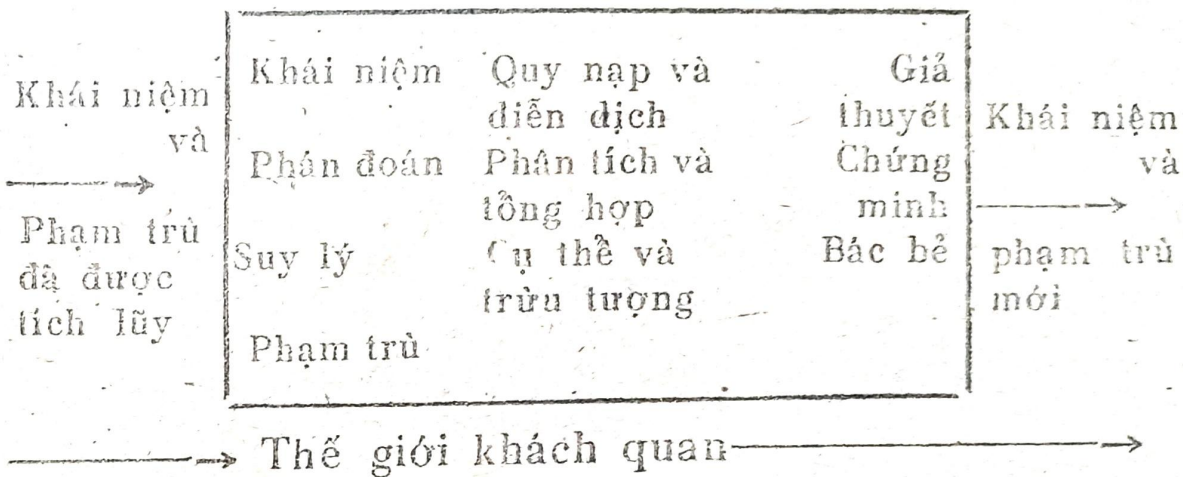 Khái niệm
và
Phạm trù
đã được
tích lũy
Khái niệm
Phán đoán
Suy lý
Phạm trù
Quy nạp và
diễn dịch
Phân tích và
tổng hợp
Cụ thể và
trừu tượng
Giả
thuyết
Chứng
minh
Bác bẻ
Khái niệm
và
phạm trù
mới
Thế giới khách quan